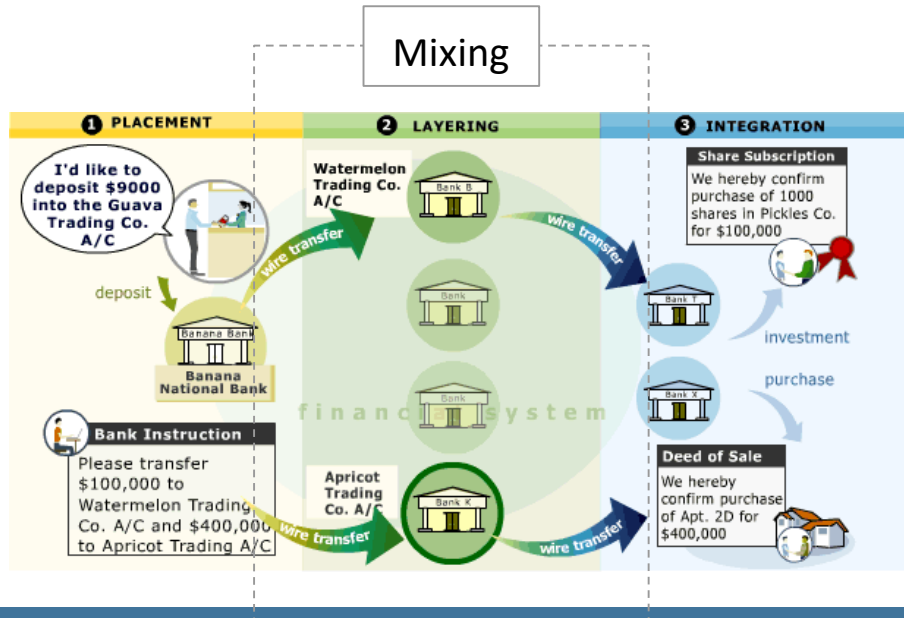 Mixing
1 PLACEMENT
2 LAYERING
3 INTEGRATION
I'd like to
deposit $9000
into the Guava
Trading Co.
A/C
deposit
Banana Bank
Banana
National Bank
wire transfer
Bank Instruction
Please transfer
$100,000 to
Watermelon Trading
Co. A/C and $400,000
to Apricot Trading A/C
wire transfer
Watermelon
Trading Co.
A/C
Bank B
Bank
Bank
financial system
Apricot
Trading
Co. A/C
Bank K
wire transfer
wire transfer
Share Subscription
We hereby confirm
purchase of 1000
shares in Pickles Co.
for $100,000
Bank T
investment
Bank X
purchase
Deed of Sale
We hereby
confirm purchase
of Apt. 2D for
$400,000